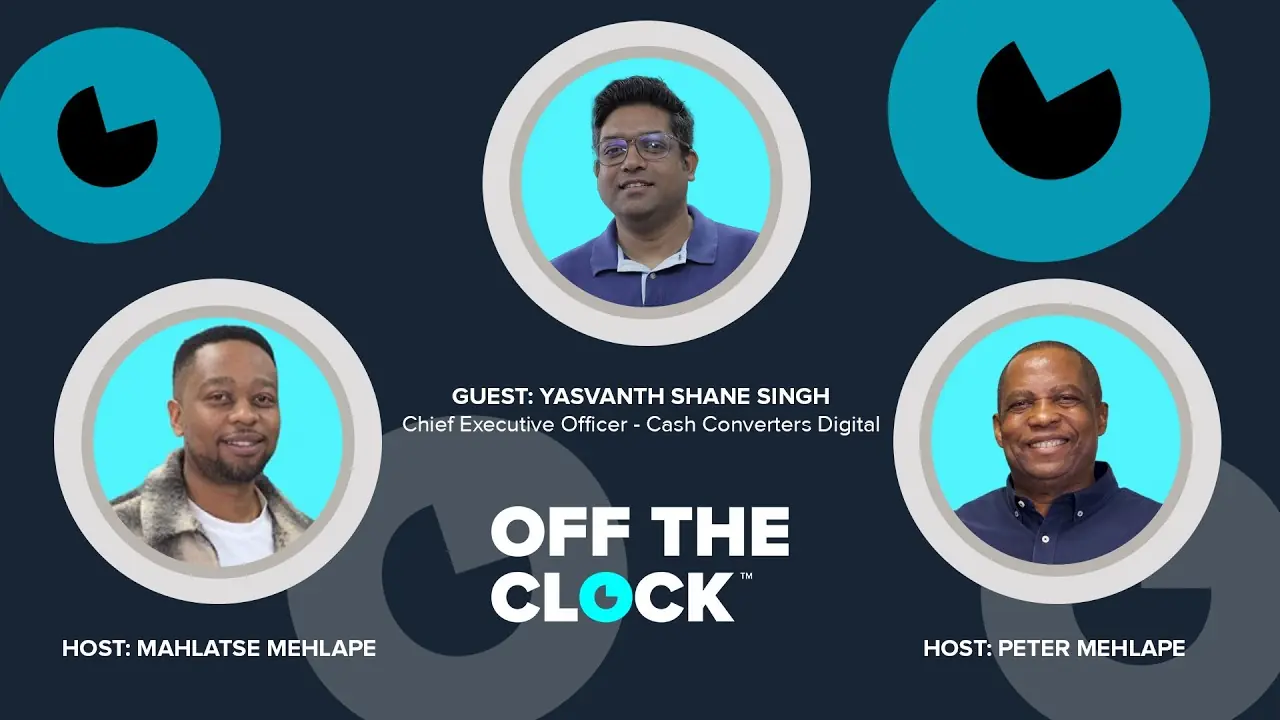 GUEST: YASVANTH SHANE SINGH
Chief Executive Officer - Cash Converters Digital
OFF THE
CLOCK™
HOST: MAHLATSE MEHLAPE
HOST: PETER MEHLAPE